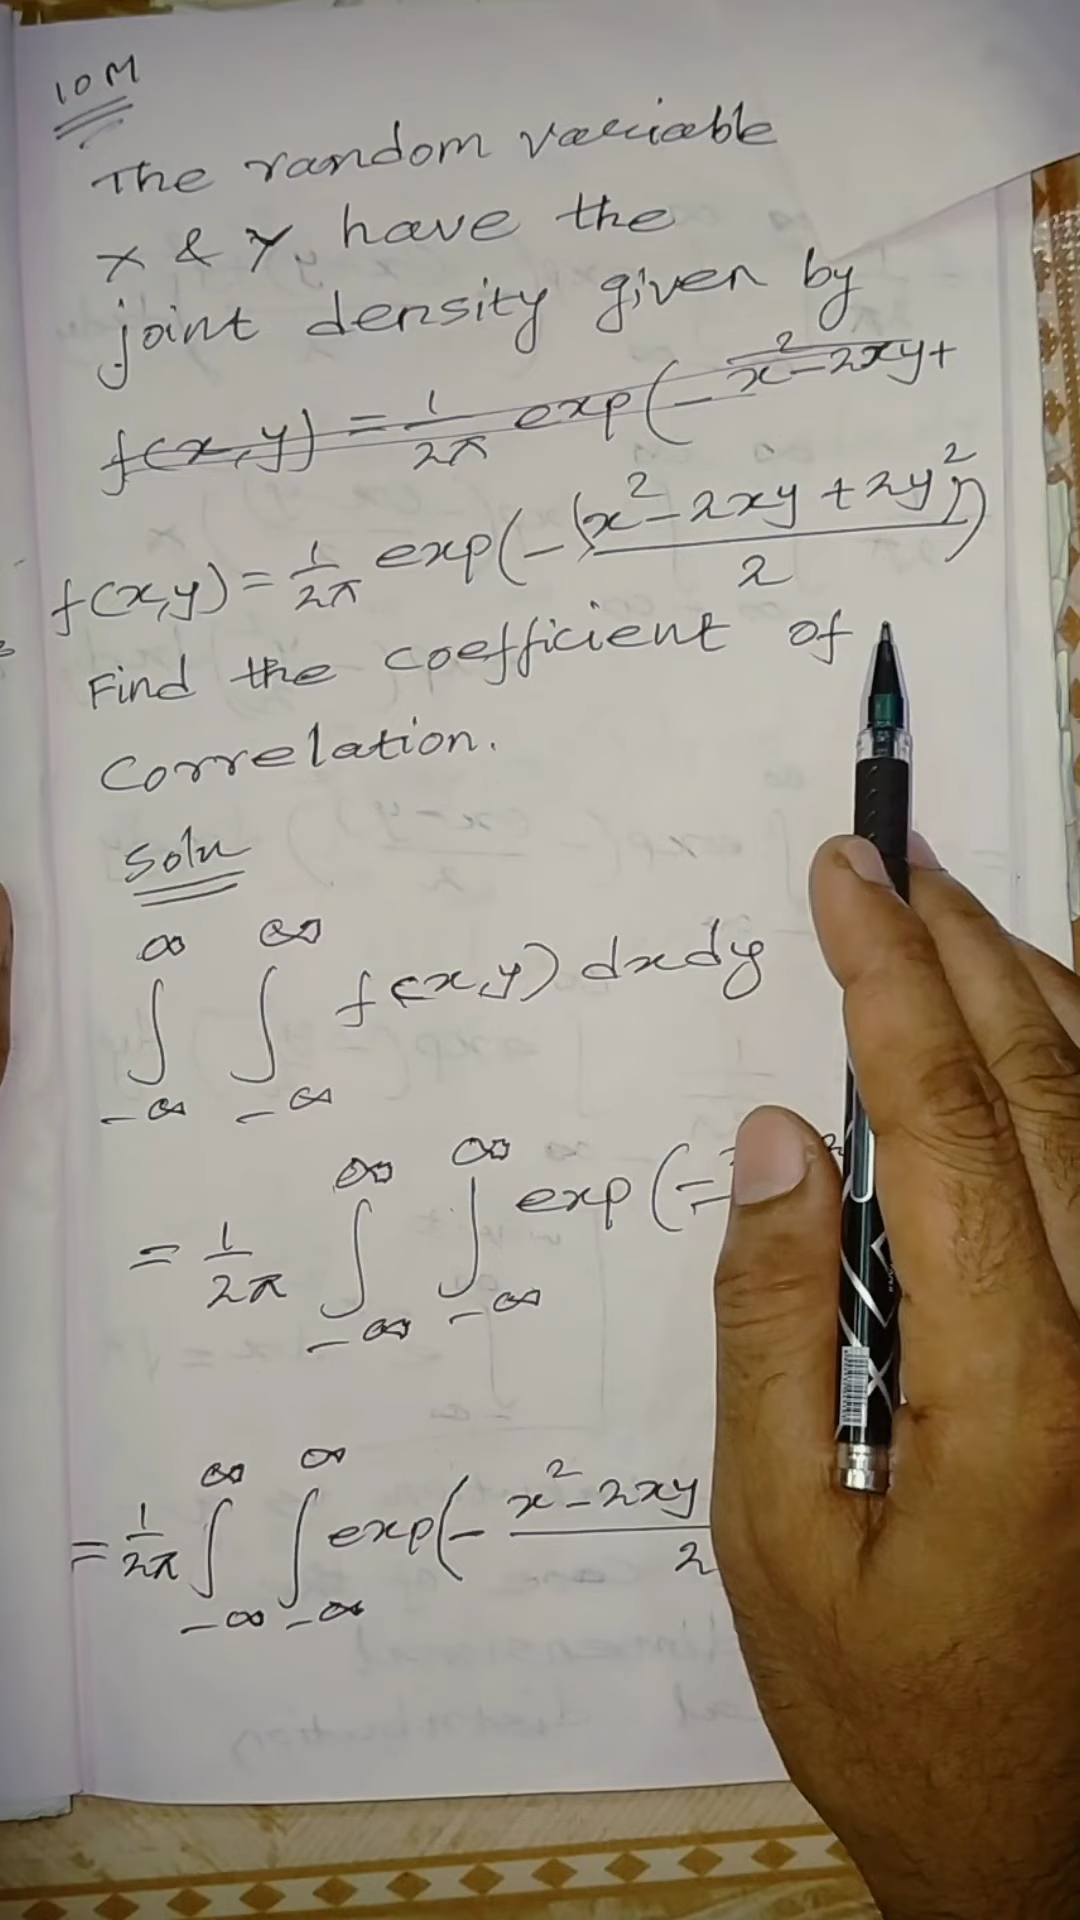 10M
The random variable
X & Y have the
joint density given by
f(x,y) = 1/2π exp(- x²-2xy+
f(x,y) = 1/2π exp(-(x²-2xy+2y²)/2)
Find the coefficient of
Correlation.
Soln
∫_{-∞}^{∞} ∫_{-∞}^{∞} f(x,y) dxdy
= 1/2π ∫_{-∞}^{∞} ∫_{-∞}^{∞} exp(-
= 1/2π ∫_{-∞}^{∞} ∫_{-∞}^{∞} exp(- x²-2xy / 2